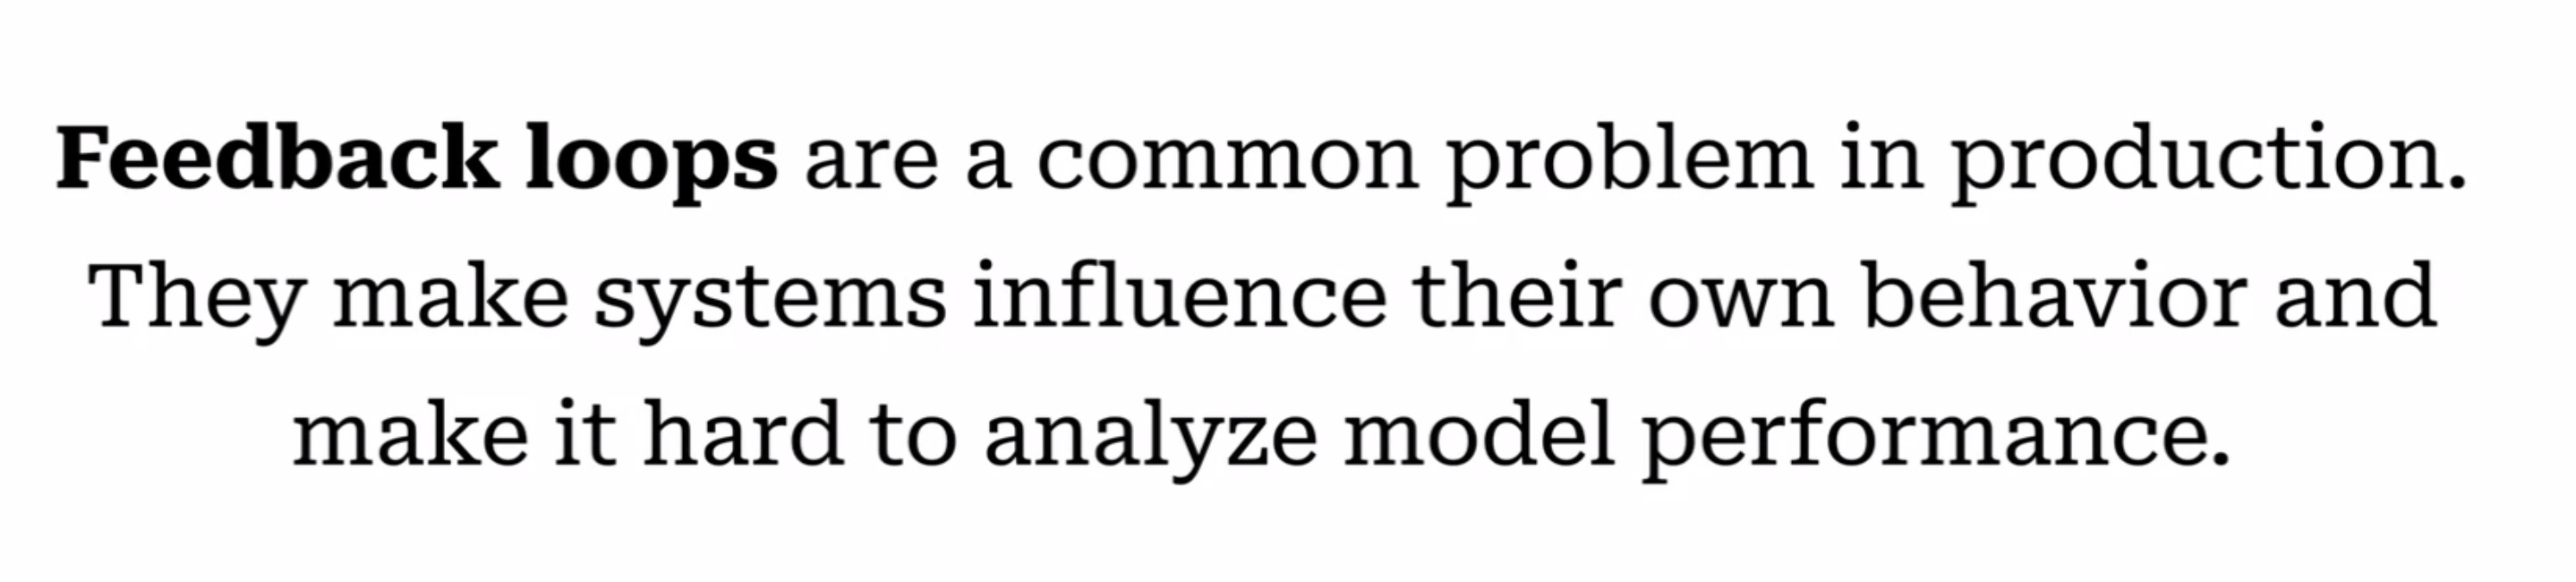 Feedback loops are a common problem in production.
They make systems influence their own behavior and
make it hard to analyze model performance.